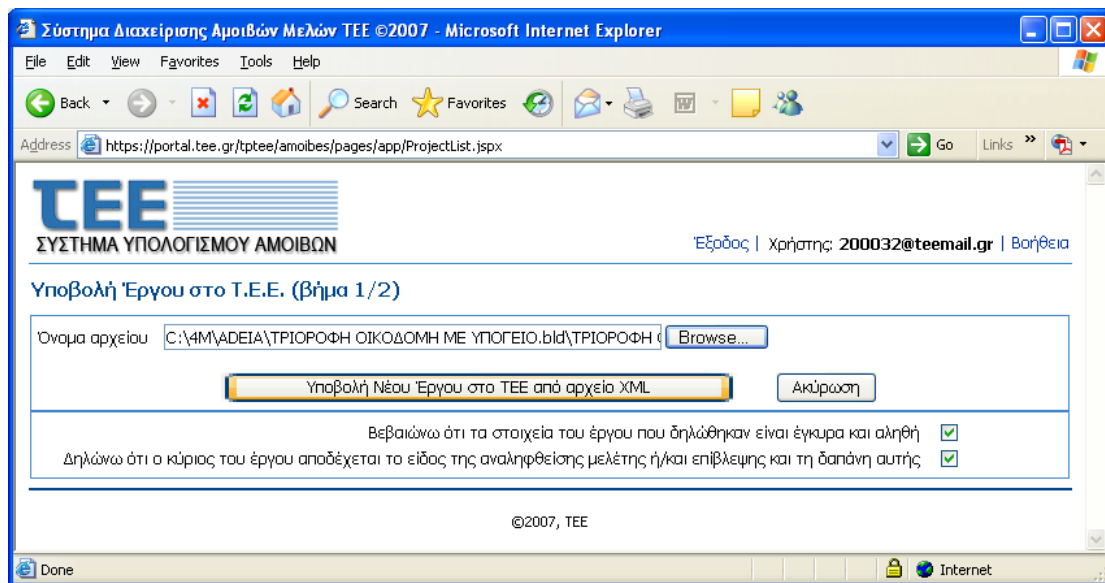 Σύστημα Διαχείρισης Αμοιβών Μελών ΤΕΕ ©2007 - Microsoft Internet Explorer
File Edit View Favorites Tools Help
Back Search Favorites
Address https://portal.tee.gr/tptee/amoibes/pages/app/ProjectList.jspx Go Links »
ΤΕΕ
ΣΥΣΤΗΜΑ ΥΠΟΛΟΓΙΣΜΟΥ ΑΜΟΙΒΩΝ
Έξοδος | Χρήστης: 200032@teemail.gr | Βοήθεια
Υποβολή Έργου στο Τ.Ε.Ε. (βήμα 1/2)
Όνομα αρχείου C:\4M\ADEIA\ΤΡΙΟΡΟΦΗ ΟΙΚΟΔΟΜΗ ΜΕ ΥΠΟΓΕΙΟ.bld\ΤΡΙΟΡΟΦΗ Browse...
Υποβολή Νέου Έργου στο ΤΕΕ από αρχείο XML Ακύρωση
Βεβαιώνω ότι τα στοιχεία του έργου που δηλώθηκαν είναι έγκυρα και αληθή
Δηλώνω ότι ο κύριος του έργου αποδέχεται το είδος της αναληφθείσης μελέτης ή/και επίβλεψης και τη δαπάνη αυτής
©2007, ΤΕΕ
Done Internet